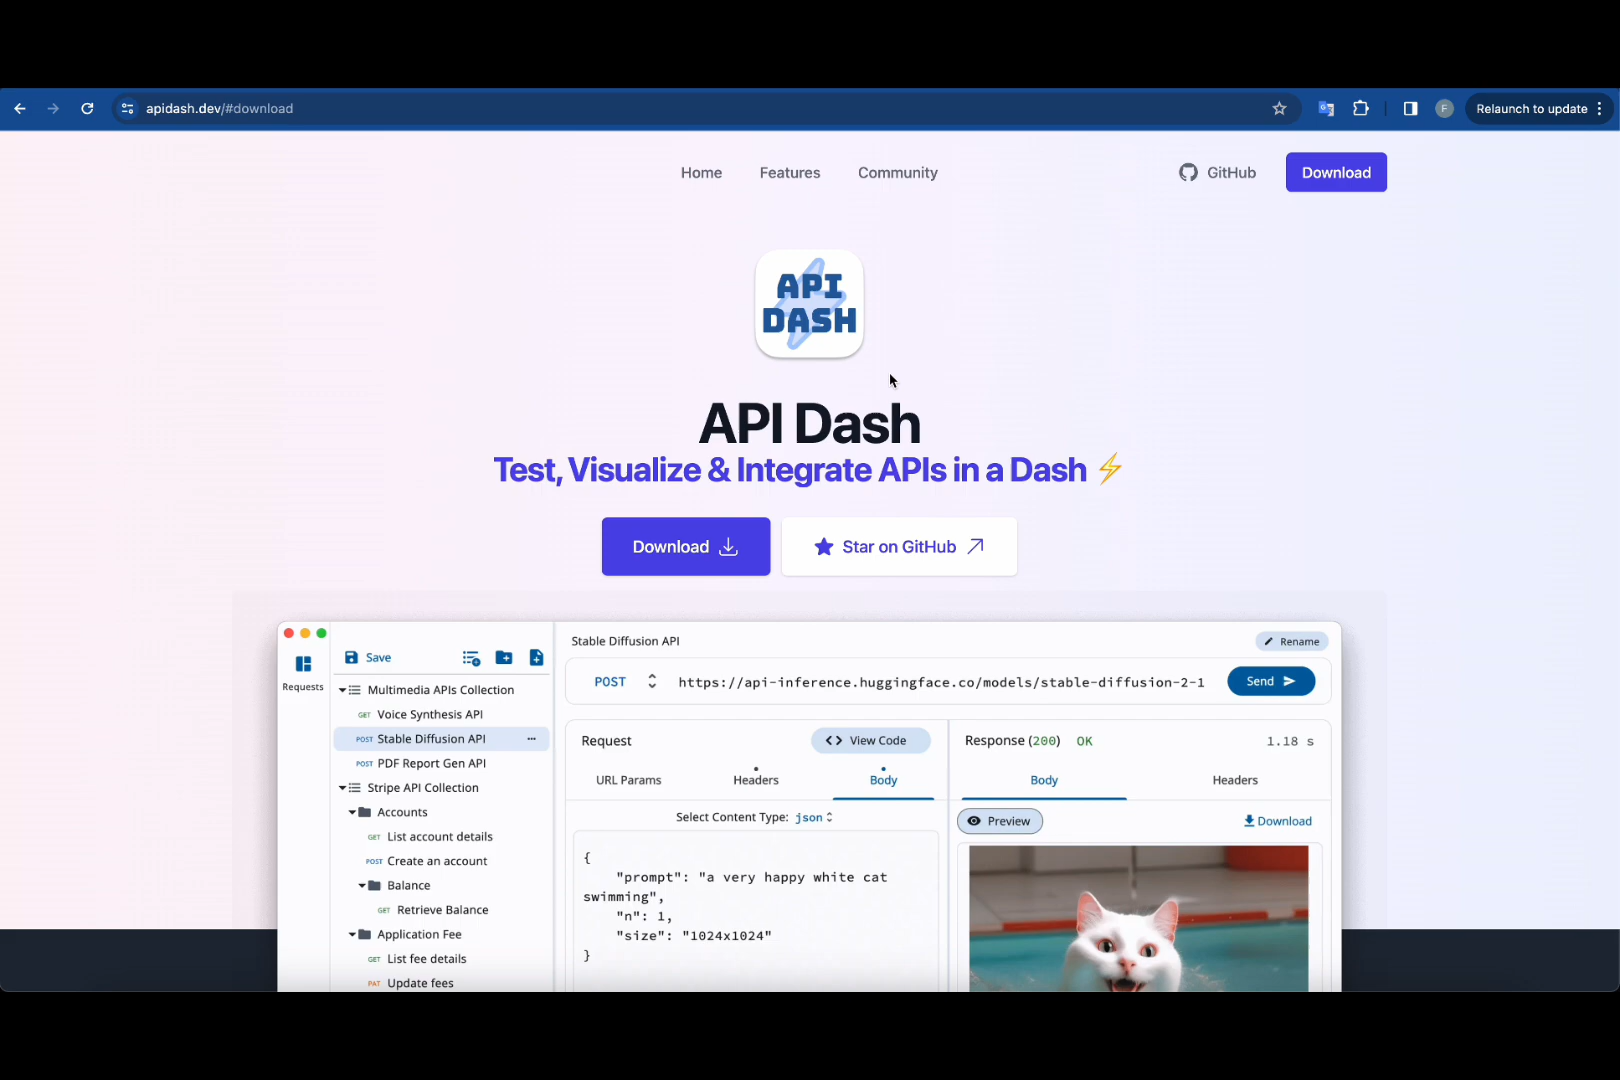 apidash.dev/#download
F
Relaunch to update
Home
Features
Community
GitHub
Download
API
DASH
API Dash
Test, Visualize & Integrate APIs in a Dash ⚡
Download
Star on GitHub
Requests
Save
Multimedia APIs Collection
GET Voice Synthesis API
POST Stable Diffusion API
POST PDF Report Gen API
Stripe API Collection
Accounts
GET List account details
POST Create an account
Balance
GET Retrieve Balance
Application Fee
GET List fee details
PAT Update fees
Stable Diffusion API
Rename
POST
https://api-inference.huggingface.co/models/stable-diffusion-2-1
Send
Request
View Code
URL Params
Headers
Body
Select Content Type: json
{
"prompt": "a very happy white cat
swimming",
"n": 1,
"size": "1024x1024"
}
Response (200) OK
1.18 s
Body
Headers
Preview
Download